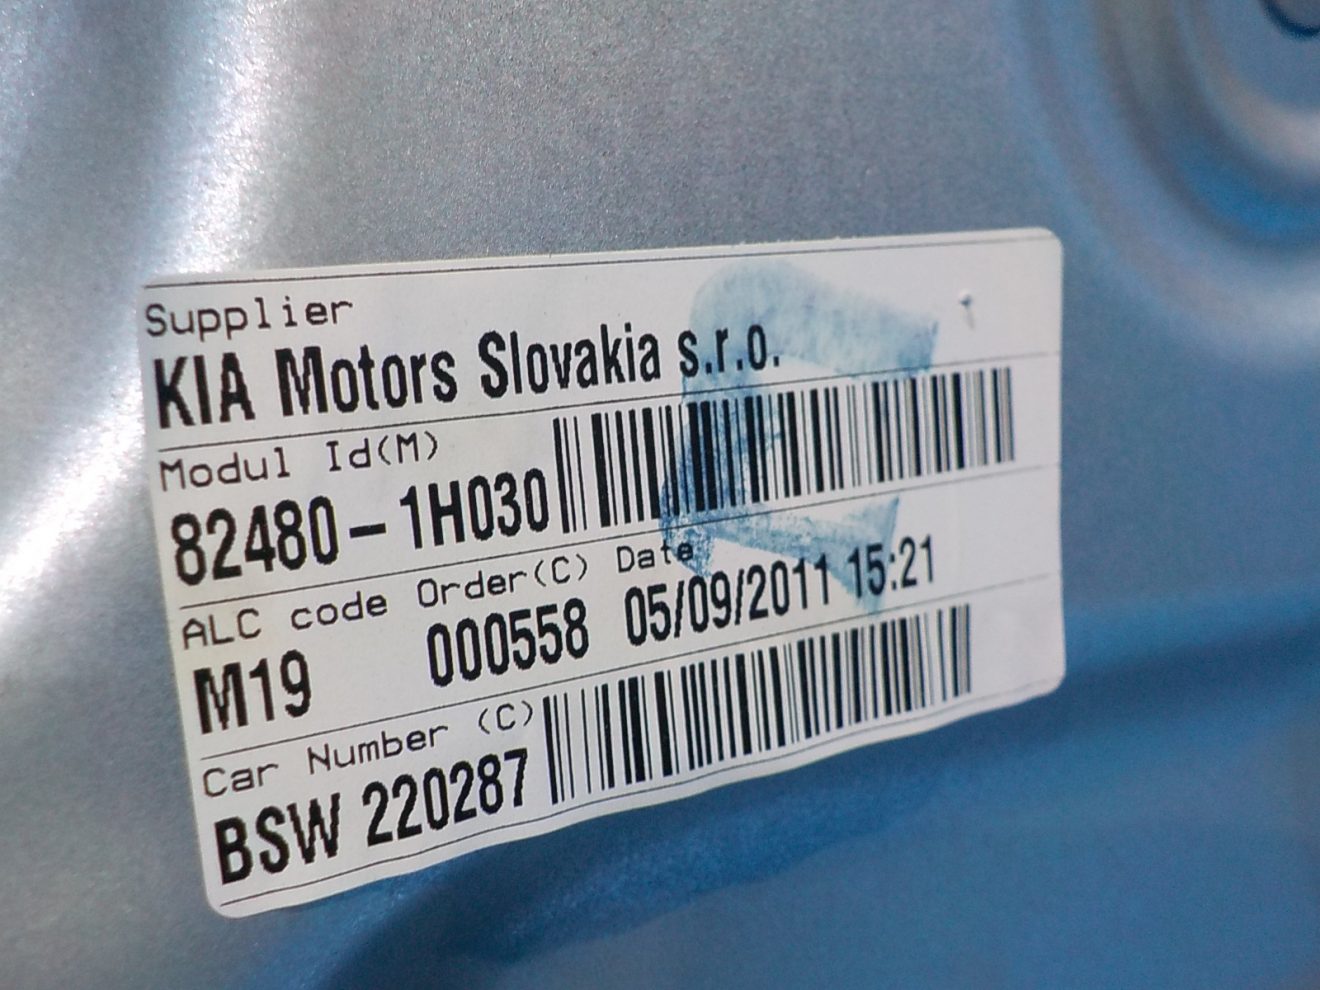 Supplier
KIA Motors Slovakia s.r.o.
Modul Id(M)
82480-1H030
ALC code Order(C) Date
M19 000558 05/09/2011 15:21
Car Number (C)
BSW 220287